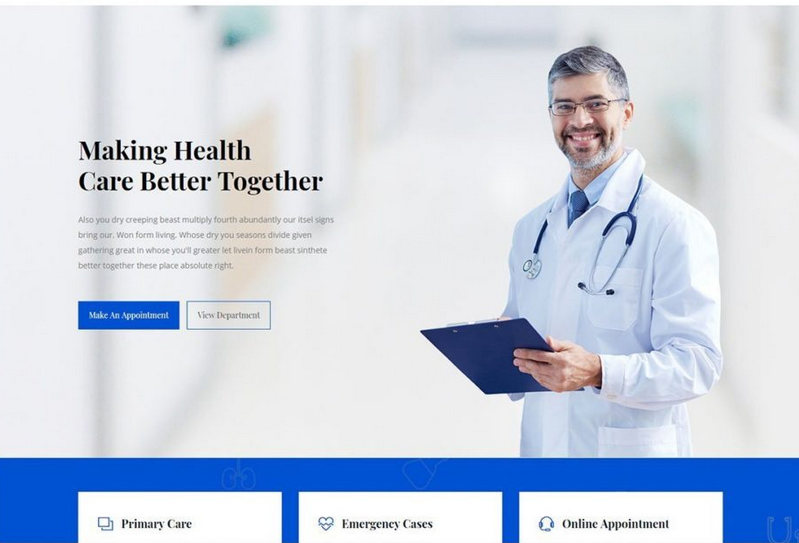 Making Health
Care Better Together
Also you dry creeping beast multiply fourth abundantly our itsel signs
bring our. Won form living. Whose dry you seasons divide given
gathering great in whose you'll greater let livein form beast sinthete
better together these place absolute right.
Make An Appointment
View Department
Primary Care
Emergency Cases
Online Appointment